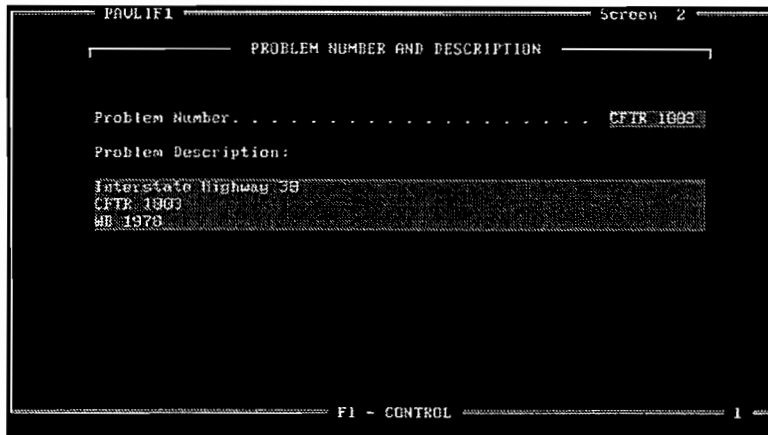 PAVLIF1 Screen 2
PROBLEM NUMBER AND DESCRIPTION
Problem Number. . . . . . . . . . . . . . . . . . . . CFTR 1003
Problem Description:
Interstate Highway 30
CFTR 1003
WB 1970
F1 - CONTROL 1